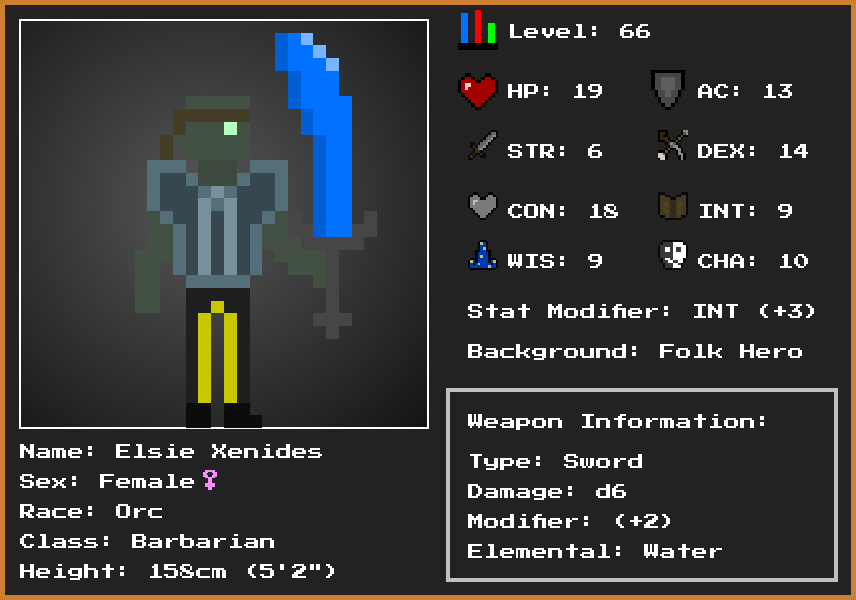 Level: 66
HP: 19 AC: 13
STR: 6 DEX: 14
CON: 18 INT: 9
WIS: 9 CHA: 10
Stat Modifier: INT (+3)
Background: Folk Hero
Weapon Information:
Type: Sword
Damage: d6
Modifier: (+2)
Elemental: Water
Name: Elsie Xenides
Sex: Female♀
Race: Orc
Class: Barbarian
Height: 158cm (5'2")